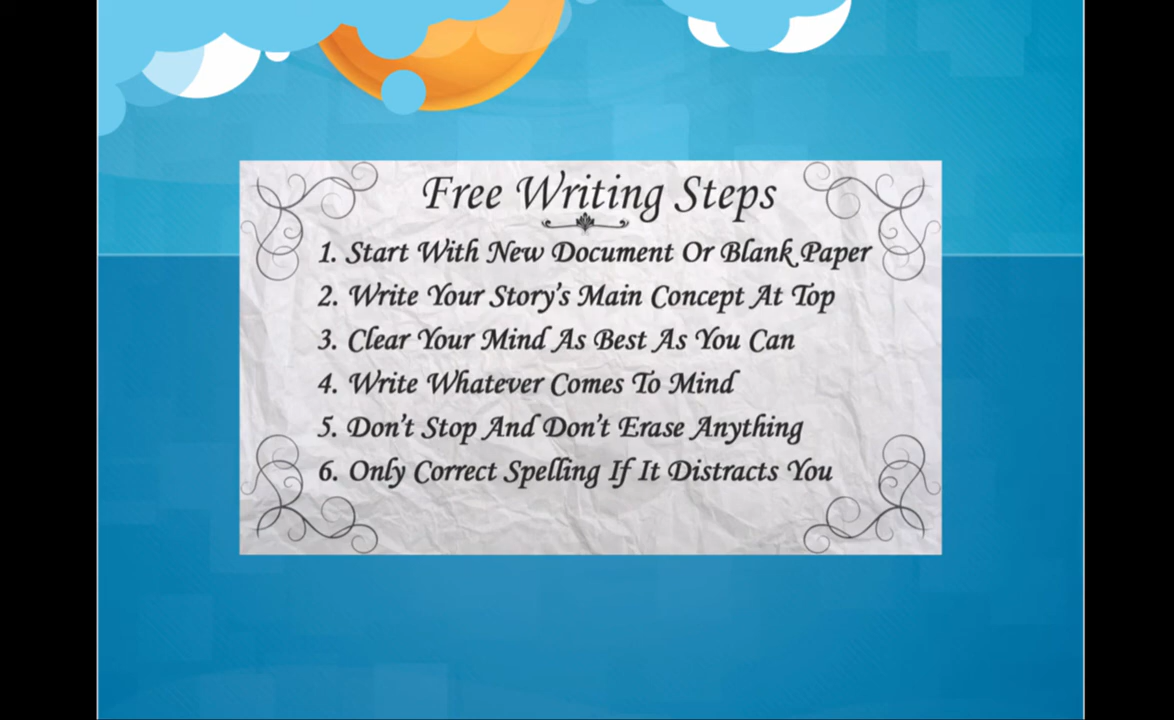 Free Writing Steps
1. Start With New Document Or Blank Paper
2. Write Your Story's Main Concept At Top
3. Clear Your Mind As Best As You Can
4. Write Whatever Comes To Mind
5. Don't Stop And Don't Erase Anything
6. Only Correct Spelling If It Distracts You